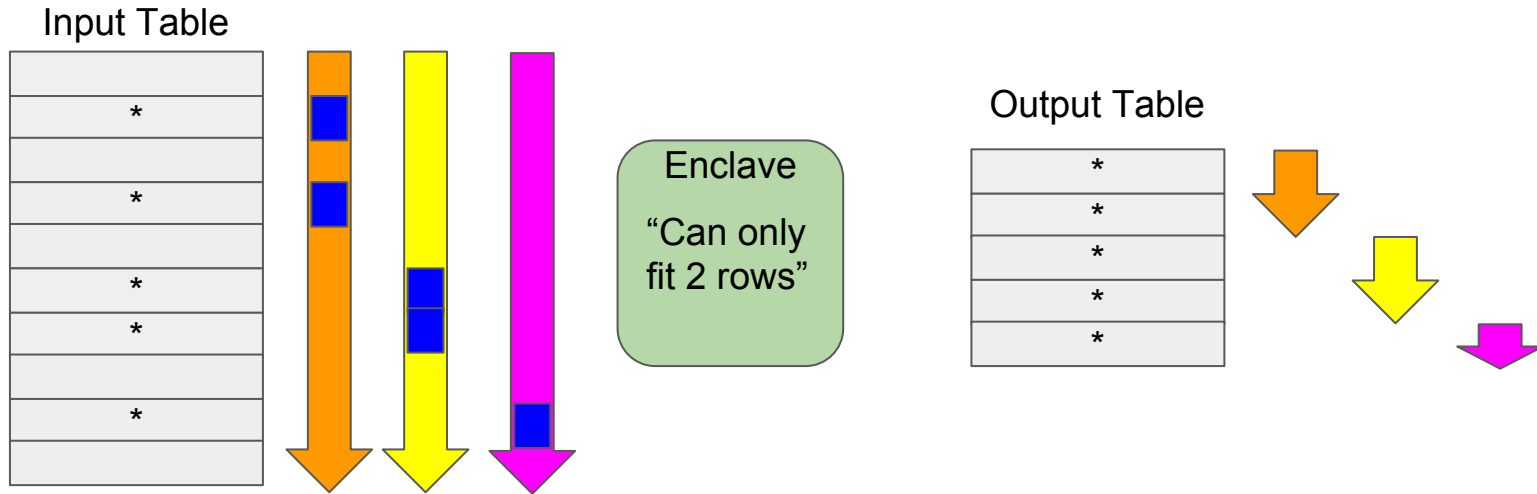 Input Table
*
*
*
*
*
Enclave
“Can only
fit 2 rows”
Output Table
*
*
*
*
*